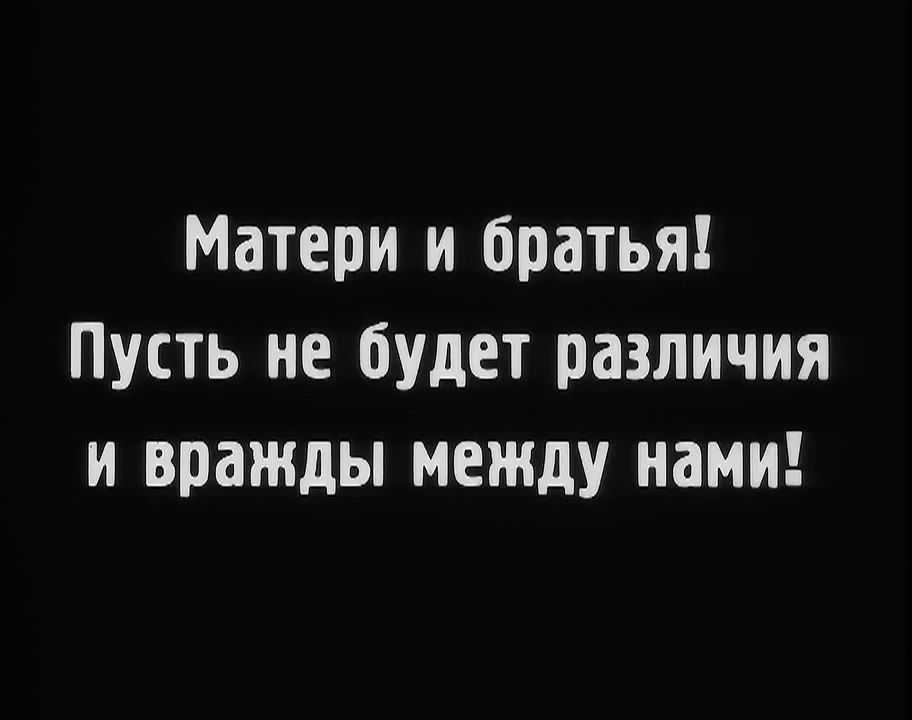 Матери и братья!
Пусть не будет различия
и вражды между нами!